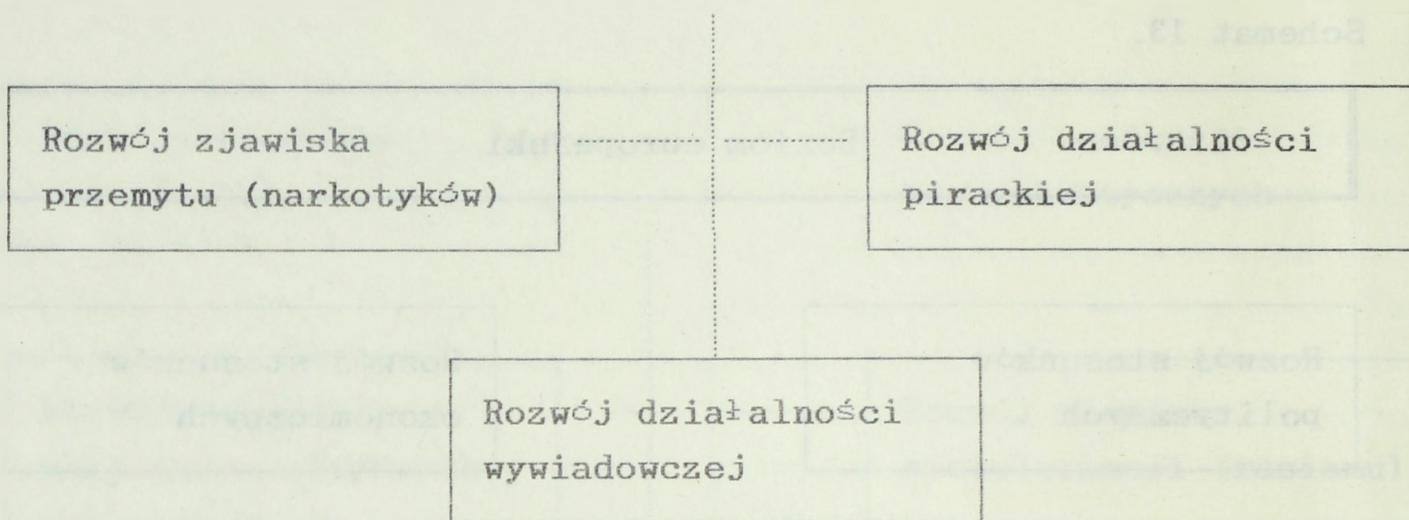 Rozwój zjawiska
przemytu (narkotyków)
Rozwój działalności
pirackiej
Rozwój działalności
wywiadowczej